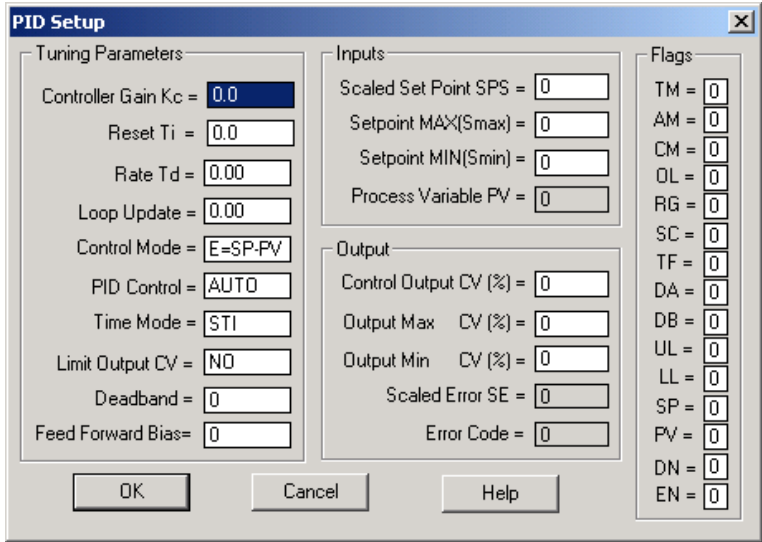 PID Setup
Tuning Parameters
Controller Gain Kc = 0.0
Reset Ti = 0.0
Rate Td = 0.00
Loop Update = 0.00
Control Mode = E=SP-PV
PID Control = AUTO
Time Mode = STI
Limit Output CV = NO
Deadband = 0
Feed Forward Bias= 0
Inputs
Scaled Set Point SPS = 0
Setpoint MAX(Smax) = 0
Setpoint MIN(Smin) = 0
Process Variable PV = 0
Output
Control Output CV (%) = 0
Output Max CV (%) = 0
Output Min CV (%) = 0
Scaled Error SE = 0
Error Code = 0
Flags
TM = 0
AM = 0
CM = 0
OL = 0
RG = 0
SC = 0
TF = 0
DA = 0
DB = 0
UL = 0
LL = 0
SP = 0
PV = 0
DN = 0
EN = 0
OK
Cancel
Help